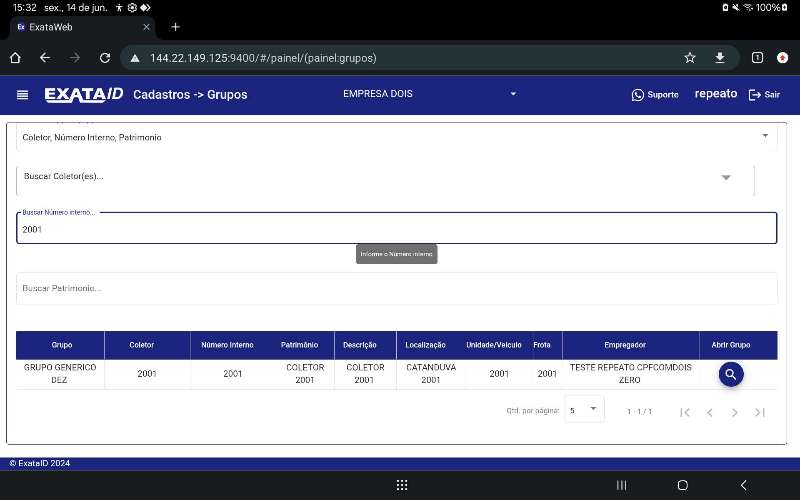 15:32 sex., 14 de jun.
100%
Ex ExataWeb
144.22.149.125:9400/#/painel/(painel:grupos)
1
EXATAID Cadastros -> Grupos EMPRESA DOIS Suporte repeato Sair
Coletor, Número Interno, Patrimonio
Buscar Coletor(es)...
Buscar Número interno...
2001
Informe o Número interno
Buscar Patrimonio...
Grupo Coletor Número Interno Patrimônio Descrição Localização Unidade/Veiculo Frota Empregador Abrir Grupo
GRUPO GENERICO DEZ 2001 2001 COLETOR 2001 COLETOR 2001 CATANDUVA 2001 2001 2001 TESTE REPEATO CPFCOMDOIS ZERO
Qtd. por página: 5 1 - 1 / 1
© ExataID 2024